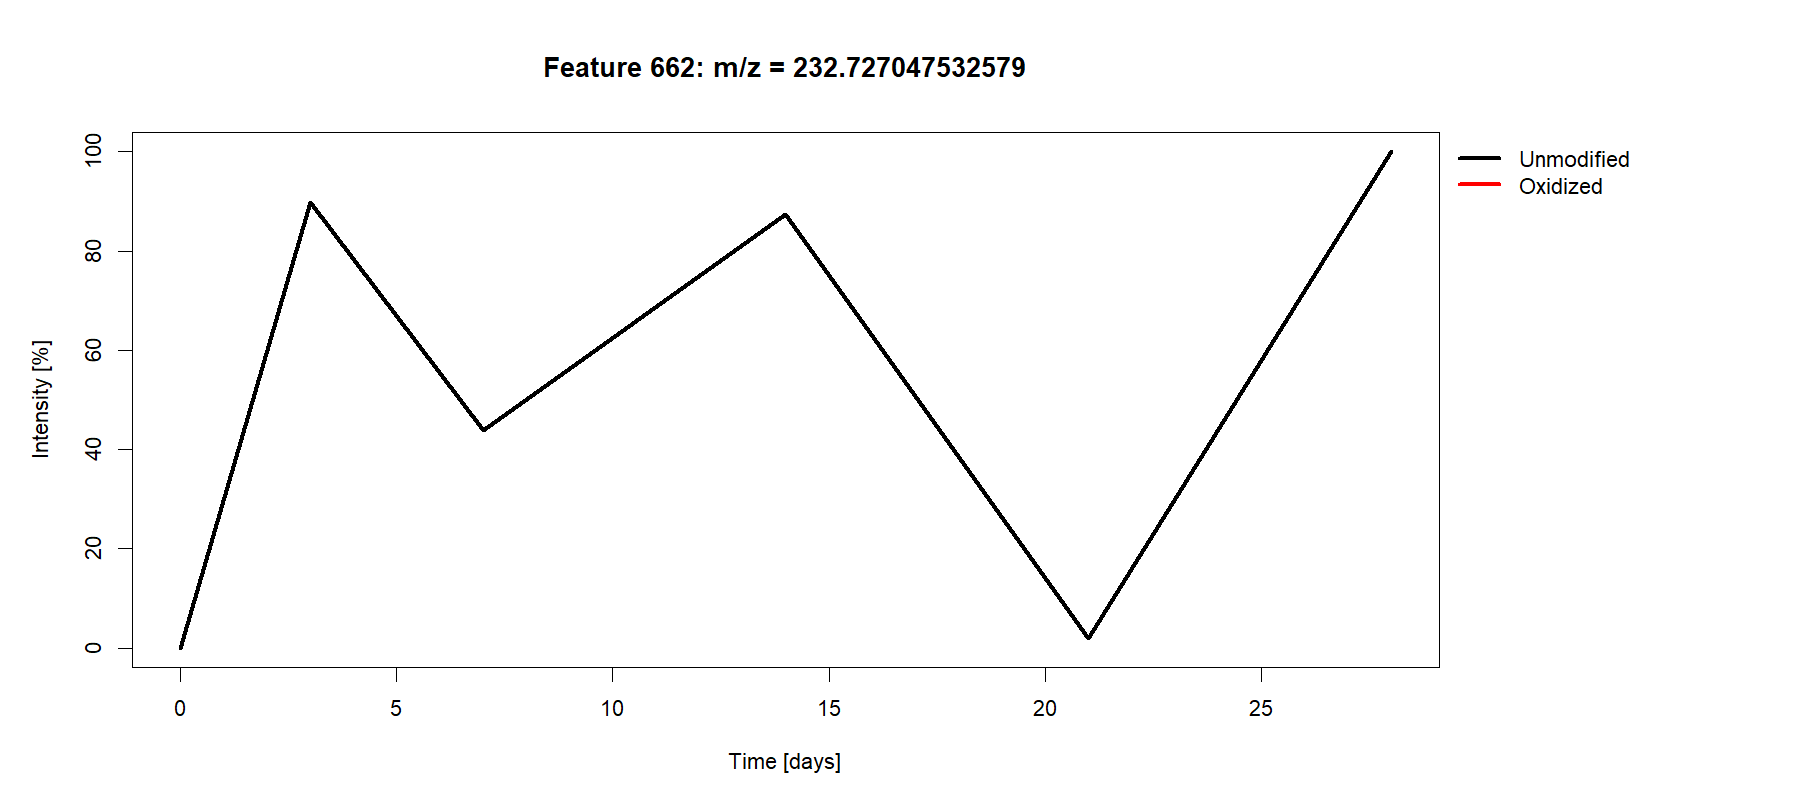 Feature 662: m/z = 232.727047532579
Unmodified
Oxidized
Intensity [%]
100
80
60
40
20
0
0 5 10 15 20 25
Time [days]